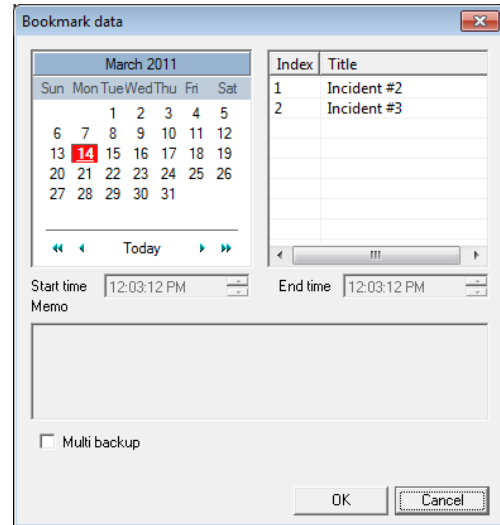 Bookmark data
March 2011
Sun Mon Tue Wed Thu Fri Sat
1 2 3 4 5
6 7 8 9 10 11 12
13 14 15 16 17 18 19
20 21 22 23 24 25 26
27 28 29 30 31
Today
Index Title
1 Incident #2
2 Incident #3
Start time 12:03:12 PM
End time 12:03:12 PM
Memo
Multi backup
OK Cancel